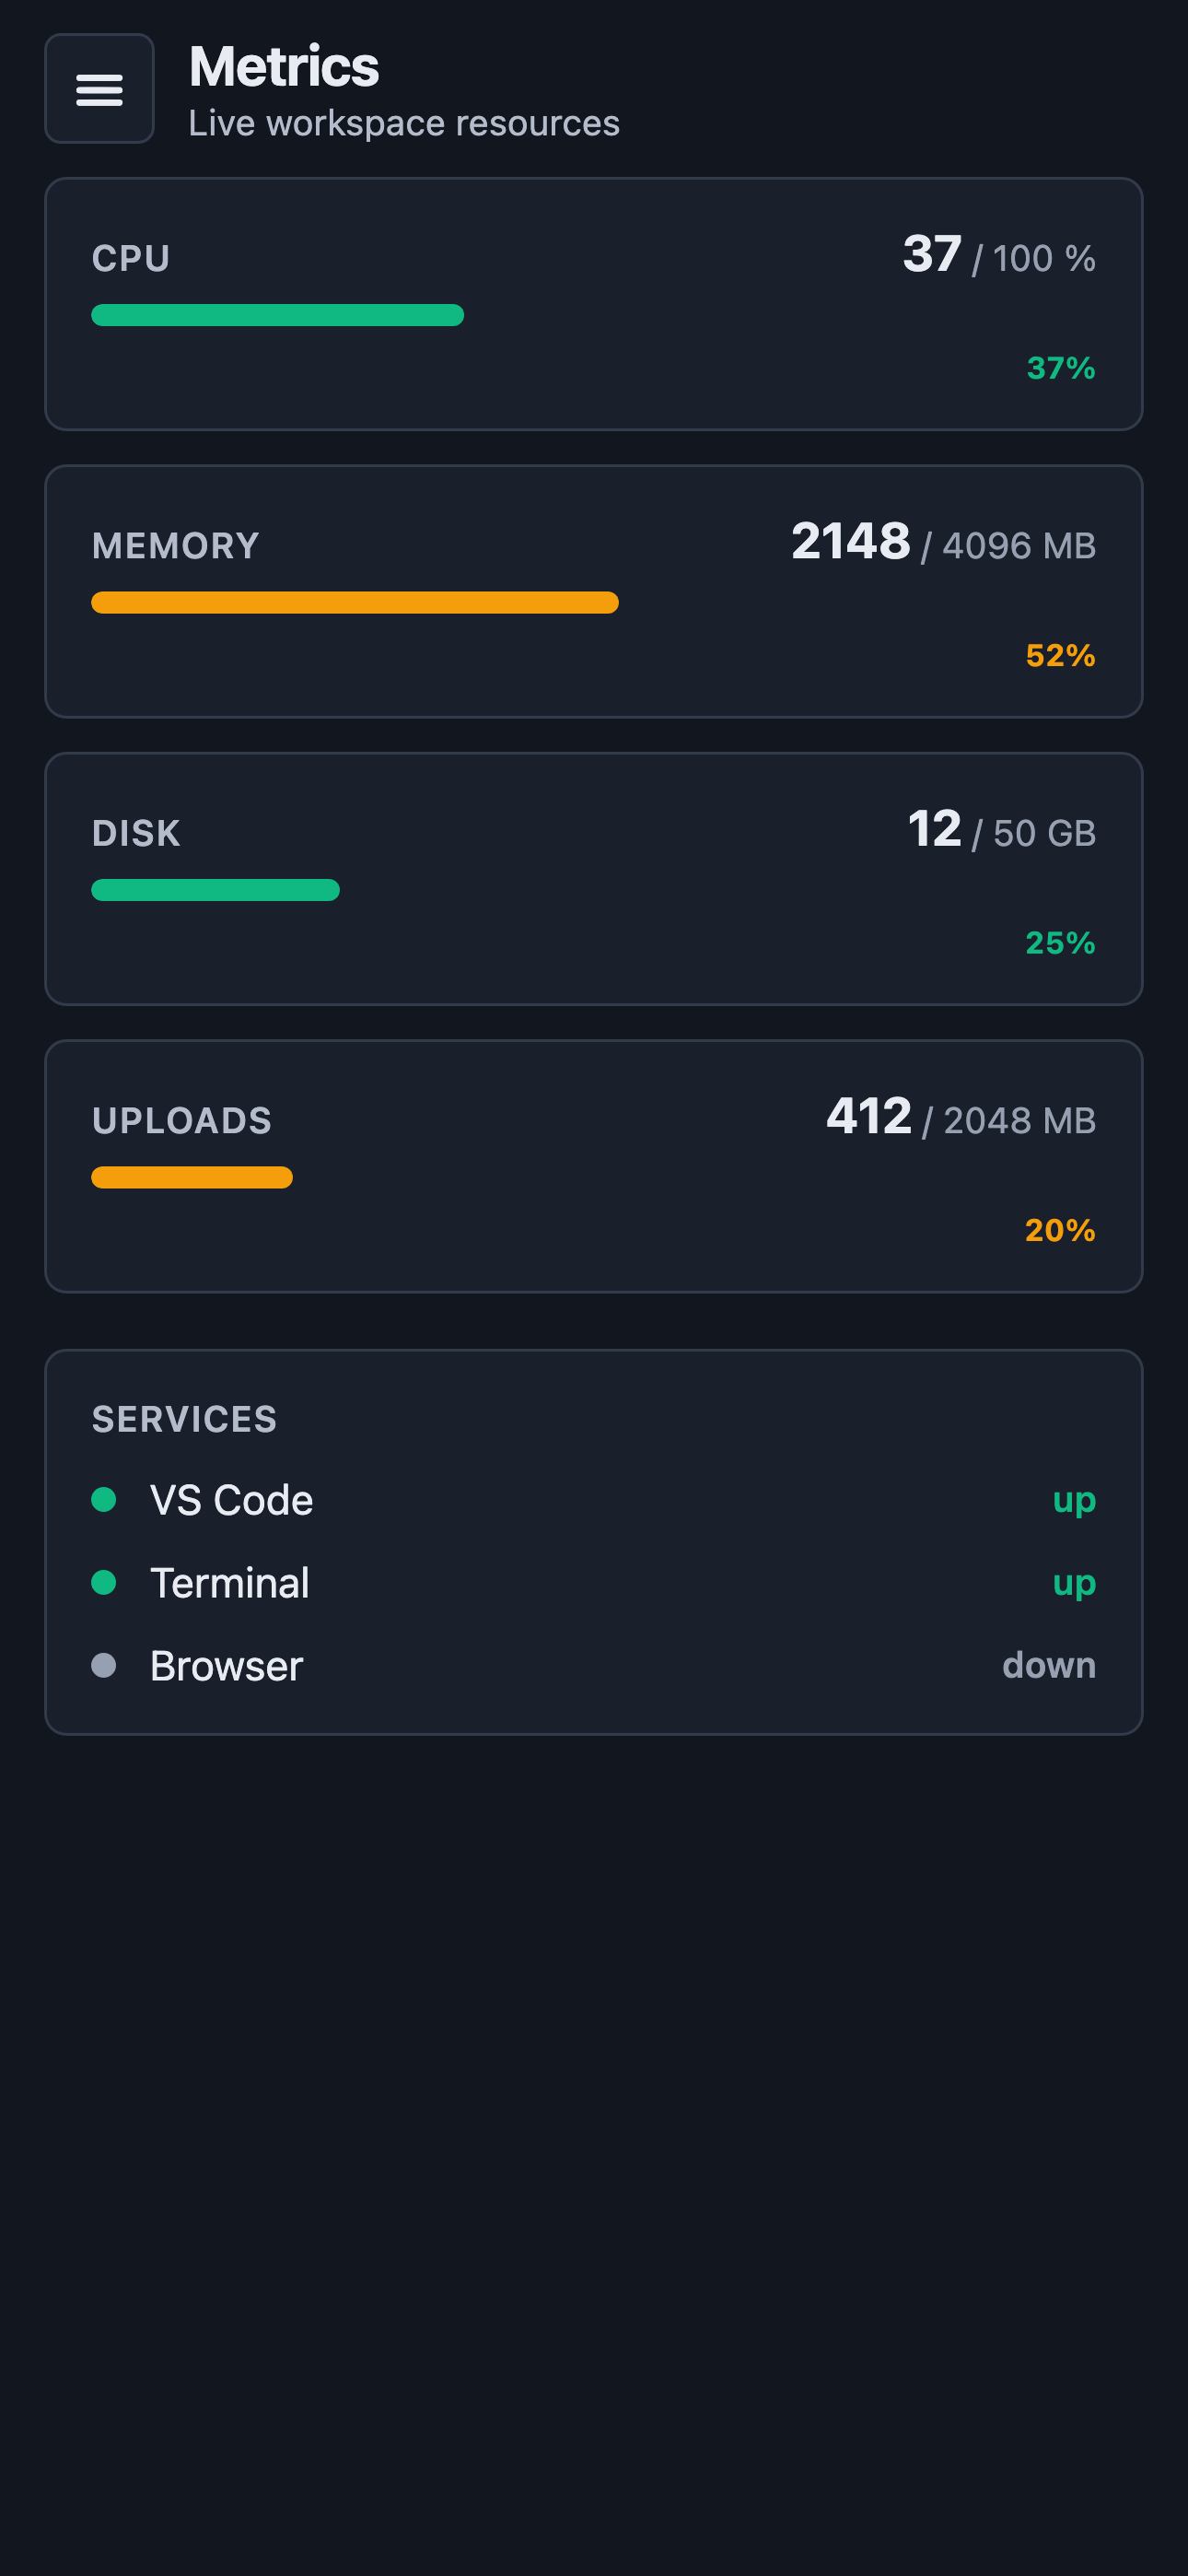 Metrics
Live workspace resources
CPU 37 / 100 %
37%
MEMORY 2148 / 4096 MB
52%
DISK 12 / 50 GB
25%
UPLOADS 412 / 2048 MB
20%
SERVICES
VS Code up
Terminal up
Browser down